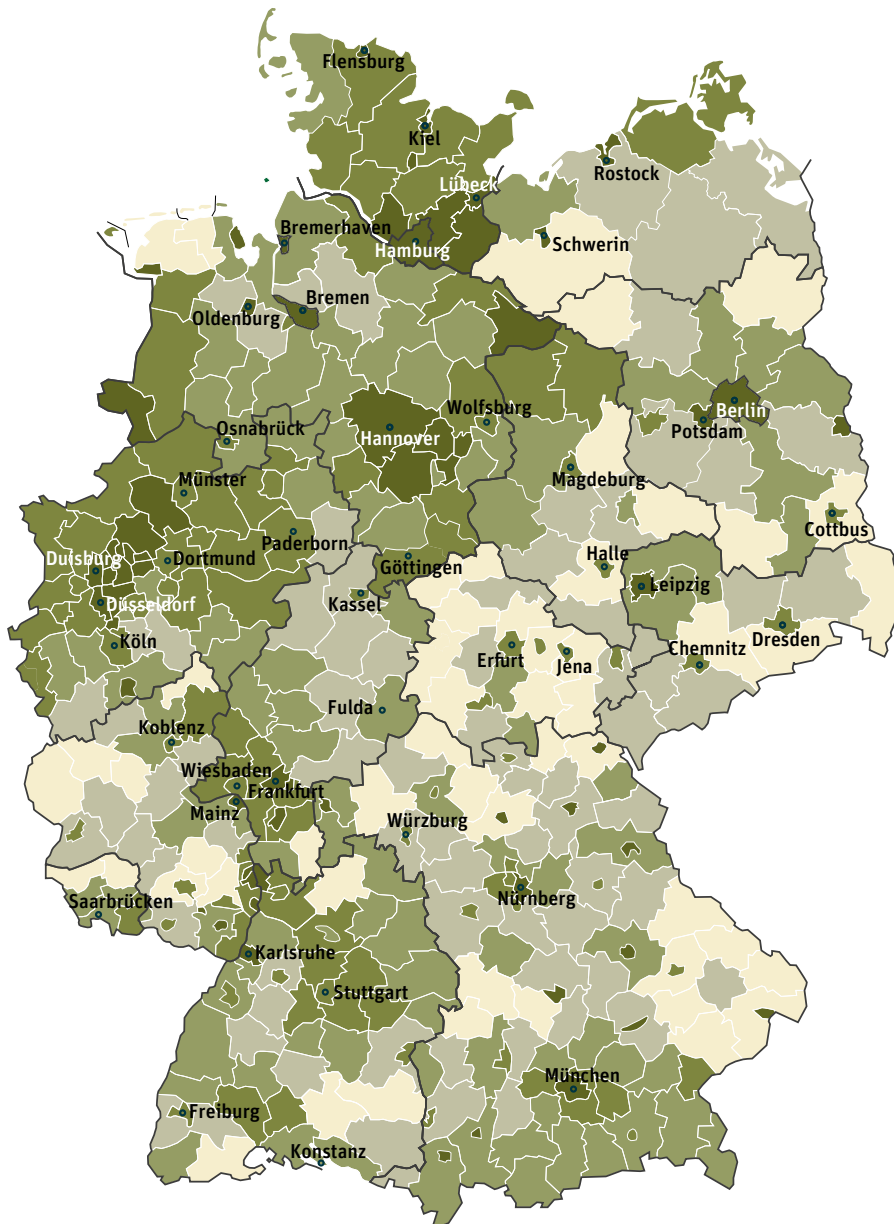 Flensburg
Kiel
Lübeck
Rostock
Bremerhaven
Hamburg
Schwerin
Bremen
Oldenburg
Wolfsburg
Berlin
Potsdam
Osnabrück
Hannover
Magdeburg
Münster
Cottbus
Paderborn
Duisburg
Dortmund
Göttingen
Halle
Leipzig
Kassel
Düsseldorf
Köln
Erfurt
Jena
Chemnitz
Dresden
Fulda
Koblenz
Wiesbaden
Frankfurt
Mainz
Würzburg
Nürnberg
Saarbrücken
Karlsruhe
Stuttgart
München
Freiburg
Konstanz